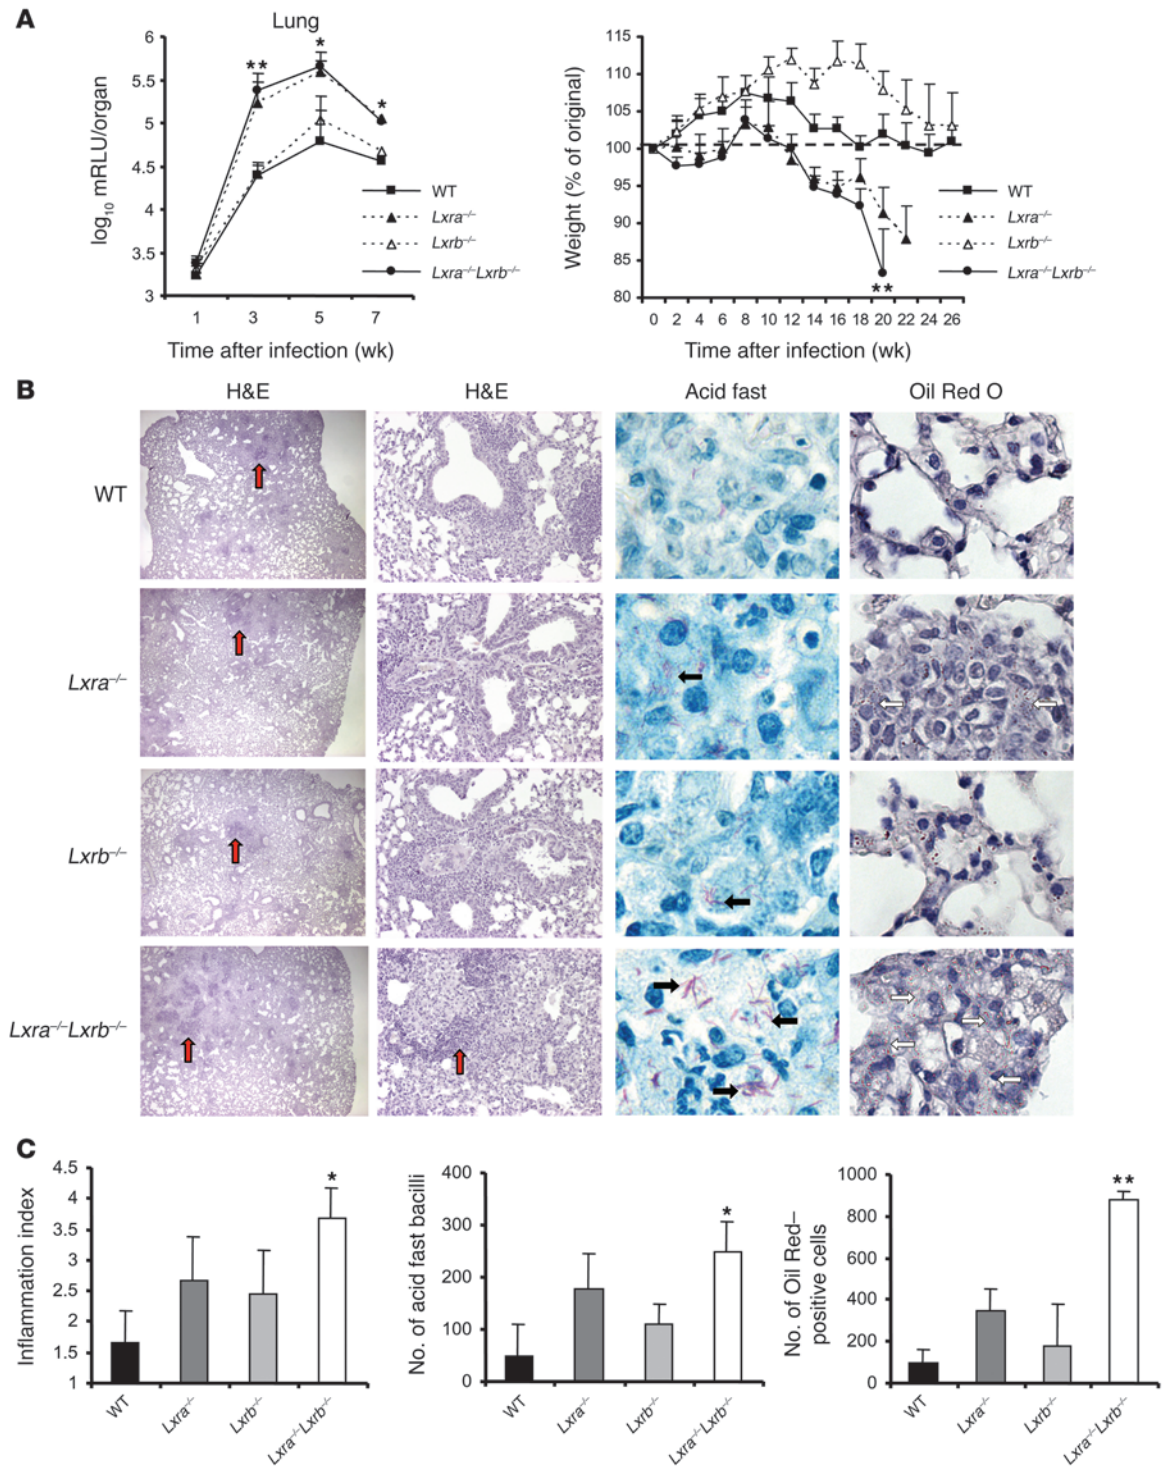 A
Lung
log10 mRLU/organ
6
5.5
5
4.5
4
3.5
3
**
*
*
1 3 5 7
Time after infection (wk)
WT
Lxra–/–
Lxrb–/–
Lxra–/–Lxrb–/–
Weight (% of original)
115
110
105
100
95
90
85
80
**
0 2 4 6 8 10 12 14 16 18 20 22 24 26
Time after infection (wk)
WT
Lxra–/–
Lxrb–/–
Lxra–/–Lxrb–/–
B
H&E H&E Acid fast Oil Red O
WT
Lxra–/–
Lxrb–/–
Lxra–/–Lxrb–/–
C
Inflammation index
4.5
4
3.5
3
2.5
2
1.5
1
*
WT Lxra–/– Lxrb–/– Lxra–/–Lxrb–/–
No. of acid fast bacilli
400
300
200
100
0
*
WT Lxra–/– Lxrb–/– Lxra–/–Lxrb–/–
No. of Oil Red–
positive cells
1000
800
600
400
200
0
**
WT Lxra–/– Lxrb–/– Lxra–/–Lxrb–/–